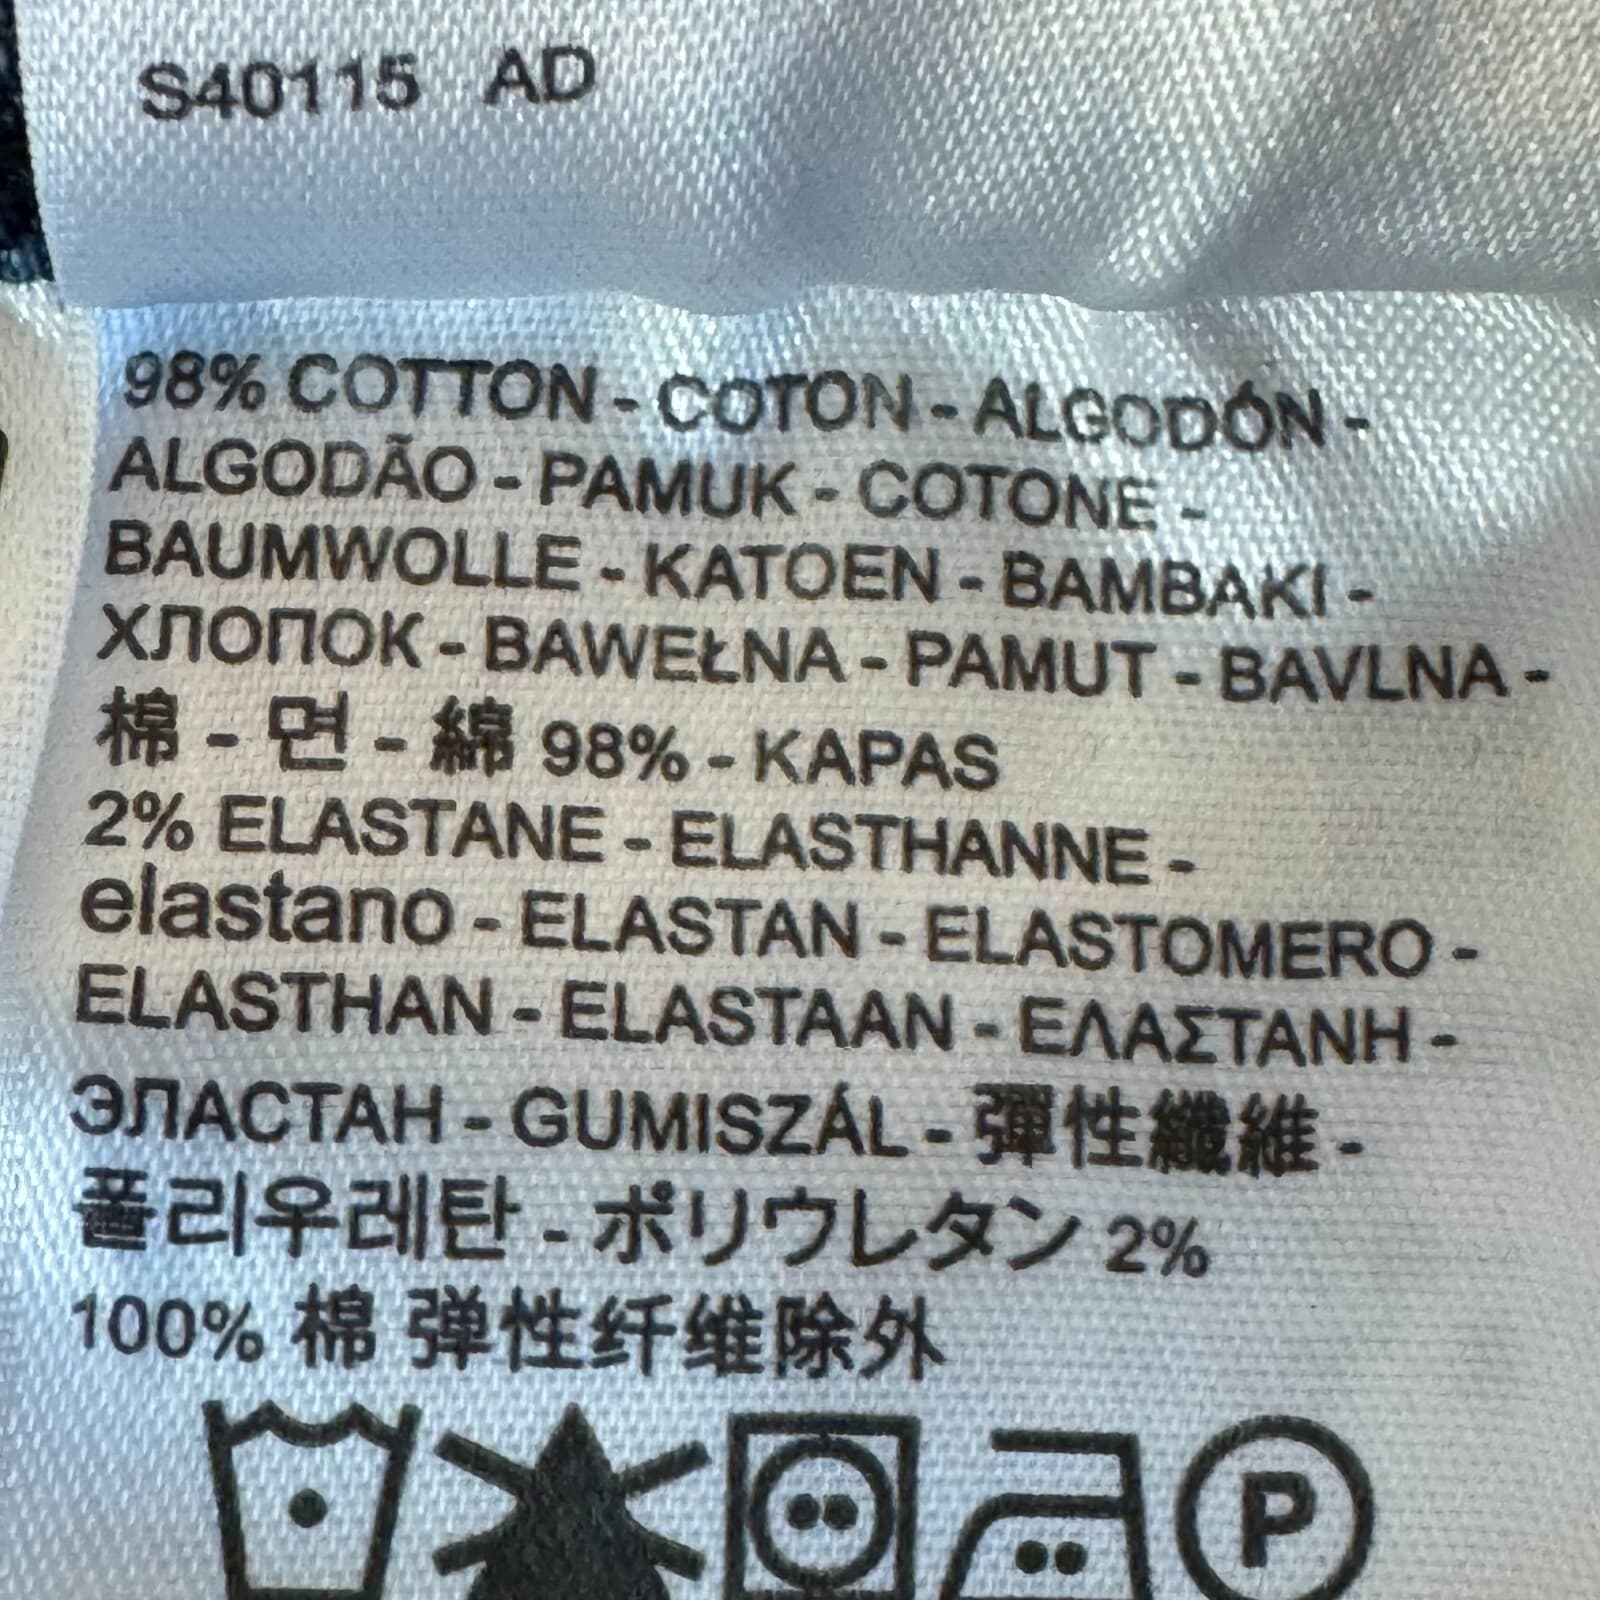 S40115 AD
98% COTTON - COTON - ALGODÓN -
ALGODÃO - PAMUK - COTONE -
BAUMWOLLE - KATOEN - BAMBAKI -
ХЛОПОК - BAWEŁNA - PAMUT - BAVLNA -
棉 - 면 - 綿 98% - KAPAS
2% ELASTANE - ELASTHANNE -
elastano - ELASTAN - ELASTOMERO -
ELASTHAN - ELASTAAN - ΕΛΑΣΤΑΝΗ -
ЭЛАСТАН - GUMISZÁL - 彈性纖維 -
폴리우레탄 - ポリウレタン 2%
100% 棉 弹性纤维除外
P